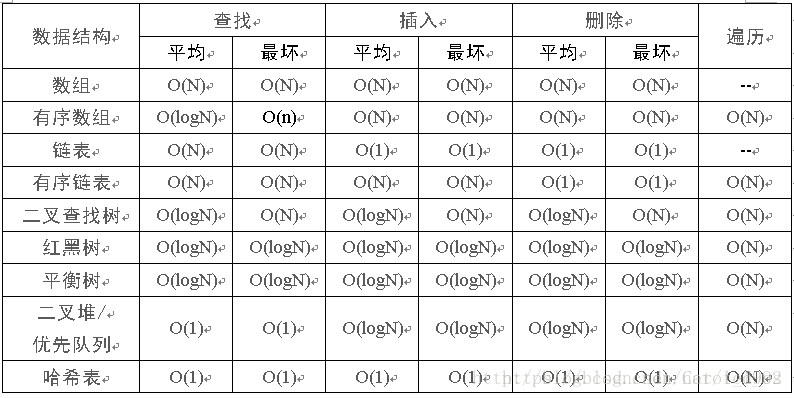 数据结构 查找 插入 删除 遍历
平均 最坏 平均 最坏 平均 最坏
数组 O(N) O(N) O(N) O(N) O(N) O(N) --
有序数组 O(logN) O(n) O(N) O(N) O(N) O(N) O(N)
链表 O(N) O(N) O(1) O(1) O(1) O(1) --
有序链表 O(N) O(N) O(N) O(N) O(1) O(1) O(N)
二叉查找树 O(logN) O(N) O(logN) O(N) O(logN) O(N) O(N)
红黑树 O(logN) O(logN) O(logN) O(logN) O(logN) O(logN) O(N)
平衡树 O(logN) O(logN) O(logN) O(logN) O(logN) O(logN) O(N)
二叉堆/
优先队列 O(1) O(1) O(logN) O(logN) O(logN) O(logN) O(N)
哈希表 O(1) O(1) O(1) O(1) O(1) O(1) O(N)